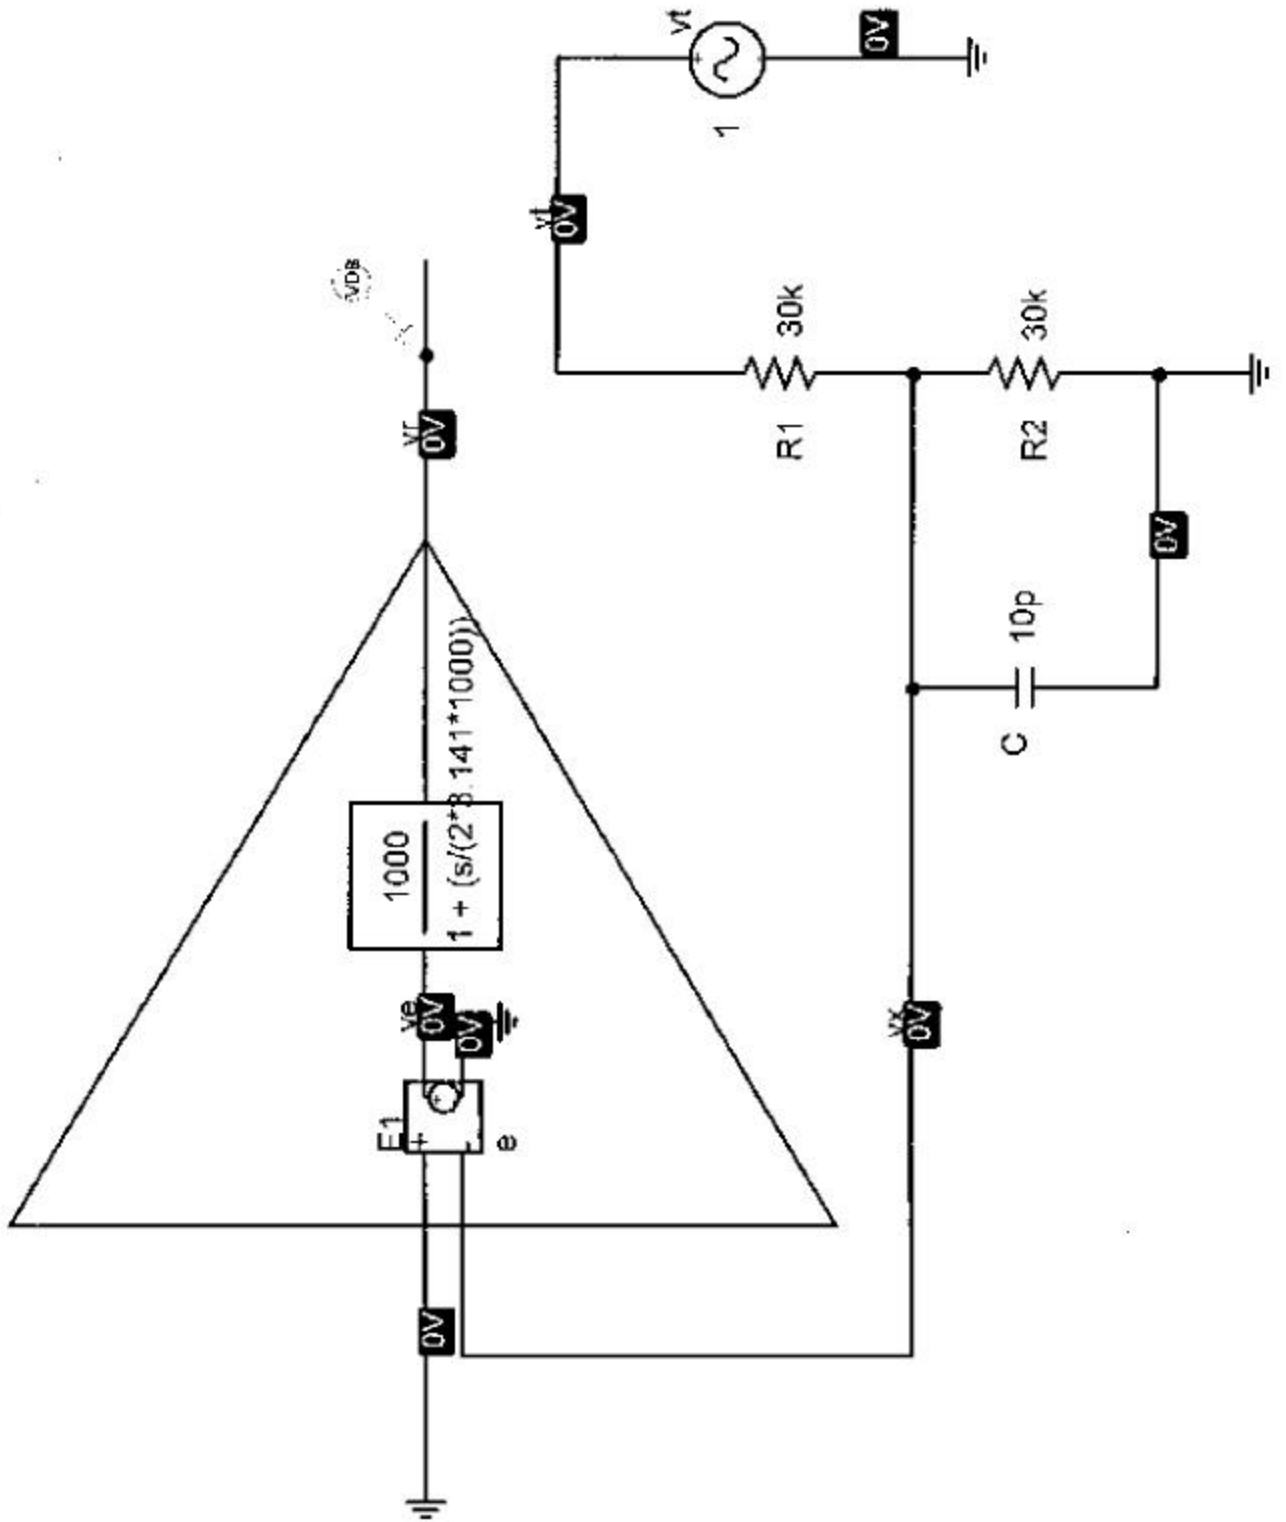 VDB
vr
0V
1000
1 + (s/(2*3.141*1000))
ve
0V
0V
E1
+
-
e
0V
vt
1
0V
vt
0V
R1
30k
R2
30k
C
10p
0V
vx
0V